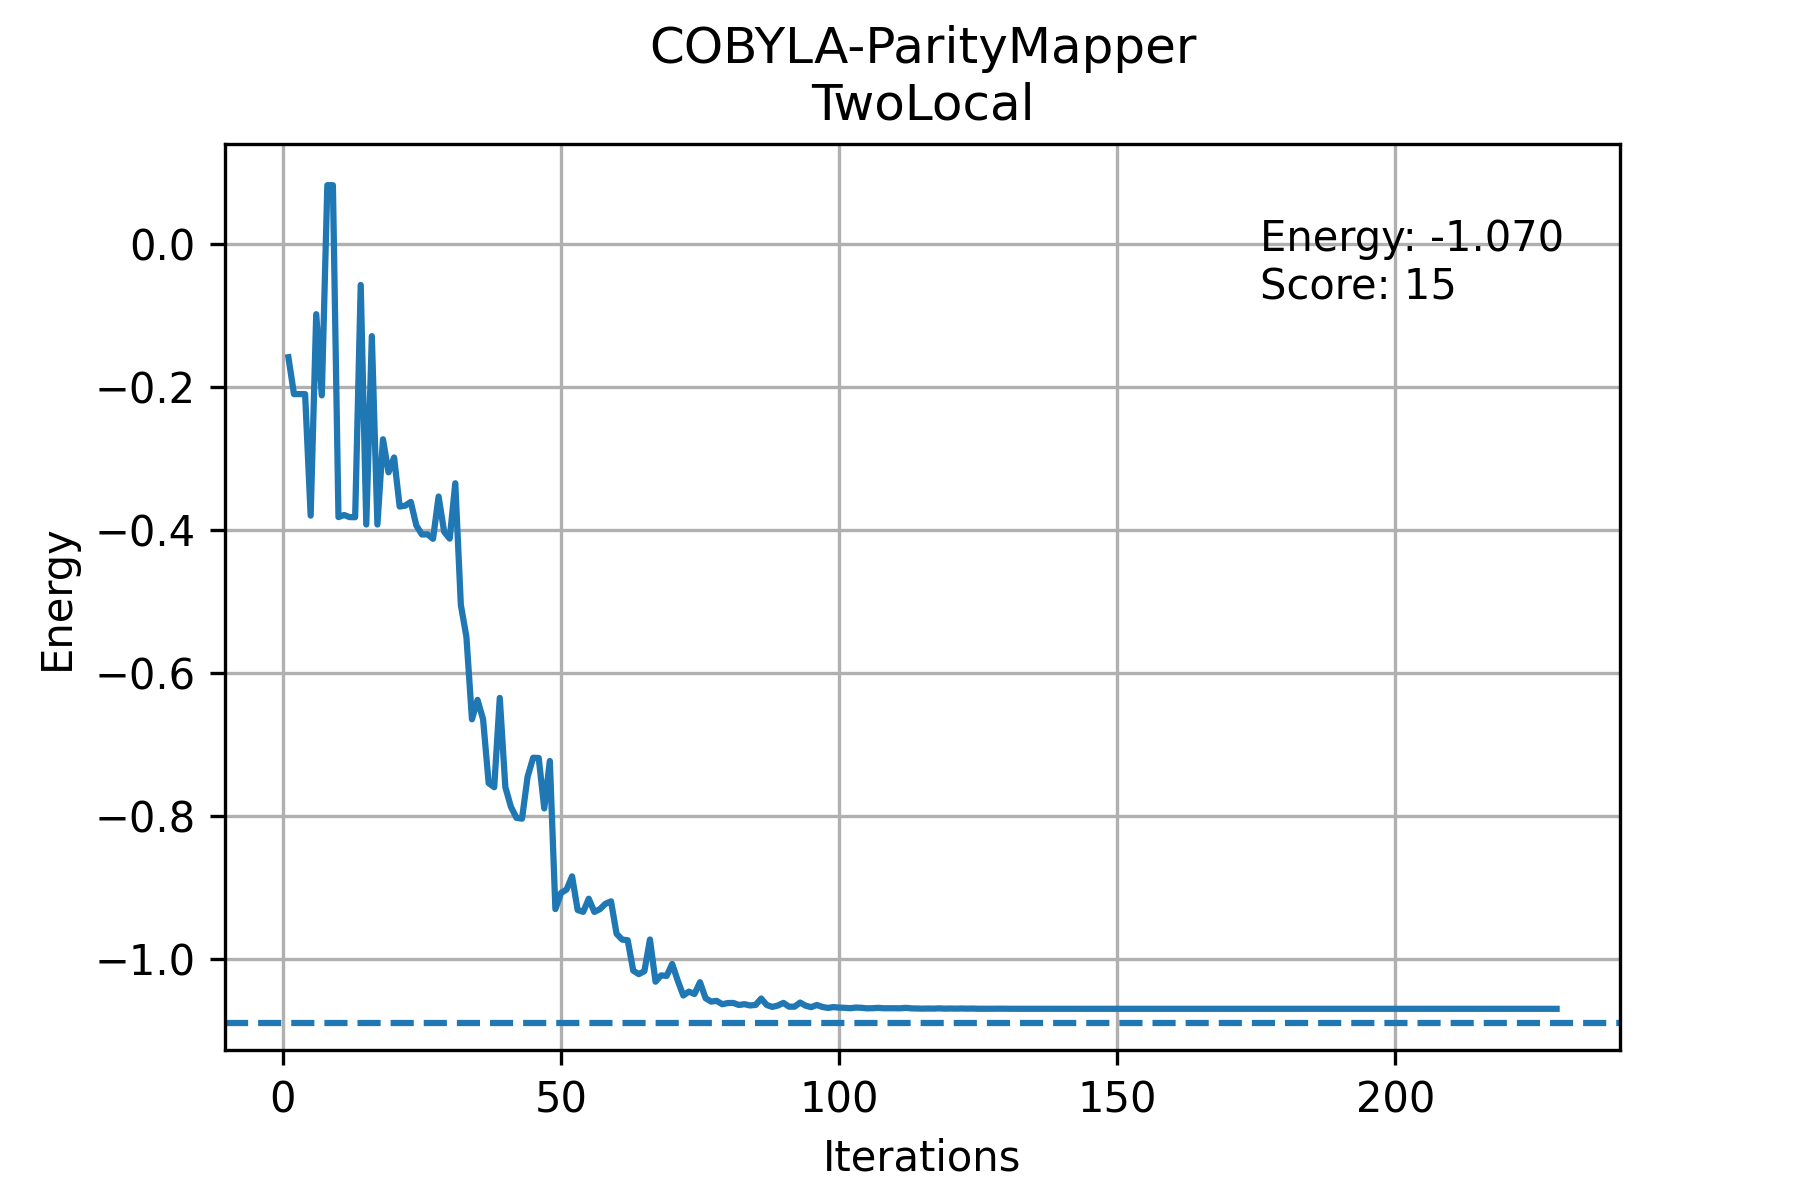 COBYLA-ParityMapper
TwoLocal
Energy: -1.070
Score: 15
Energy
0.0
−0.2
−0.4
−0.6
−0.8
−1.0
0 50 100 150 200
Iterations